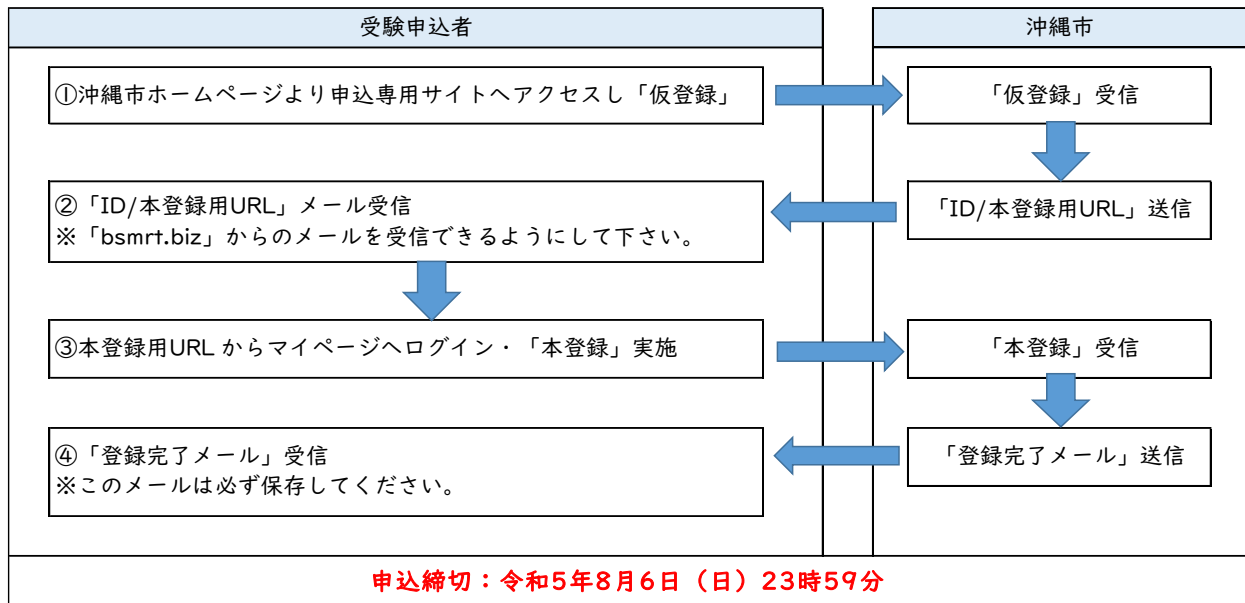 受験申込者
沖縄市
①沖縄市ホームページより申込専用サイトへアクセスし「仮登録」
「仮登録」受信
②「ID/本登録用URL」メール受信
※「bsmrt.biz」からのメールを受信できるようにして下さい。
「ID/本登録用URL」送信
③本登録用URL からマイページへログイン・「本登録」実施
「本登録」受信
④「登録完了メール」受信
※このメールは必ず保存してください。
「登録完了メール」送信
申込締切：令和5年8月6日（日）23時59分